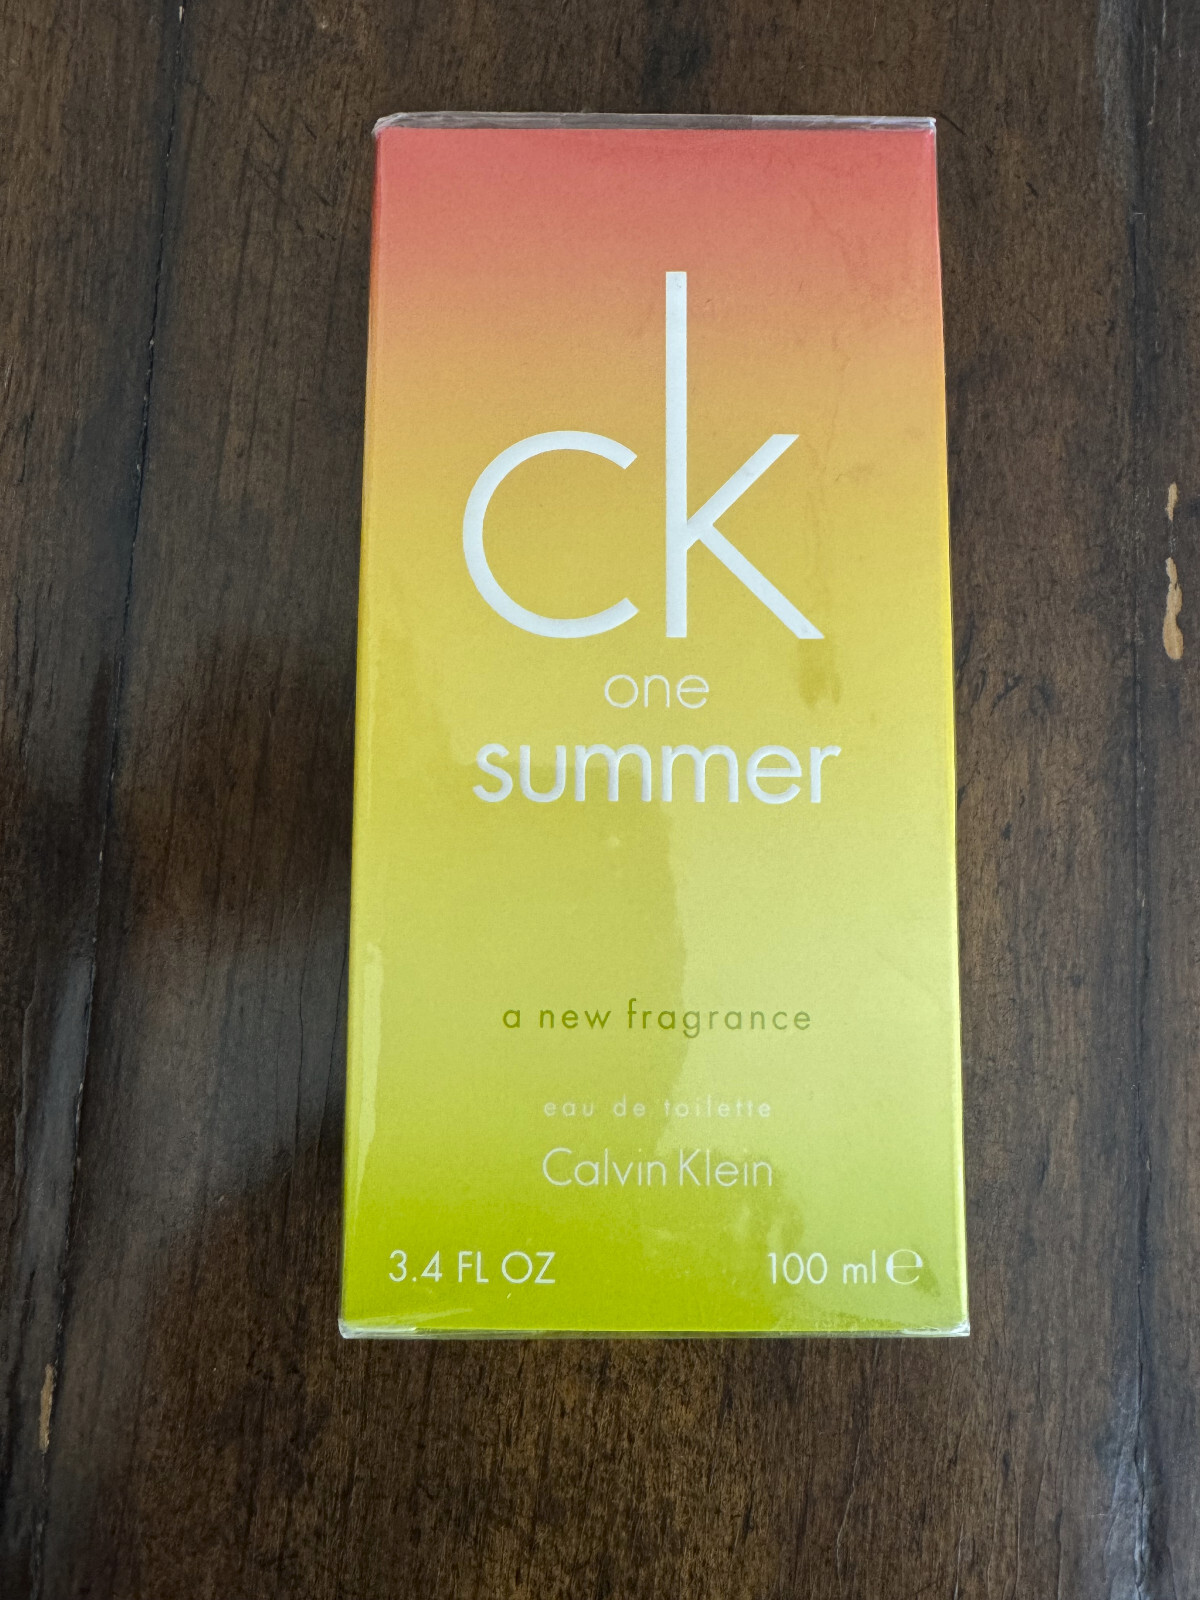 ck
one
summer
a new fragrance
eau de toilette
Calvin Klein
3.4 FL OZ 100 ml ℮